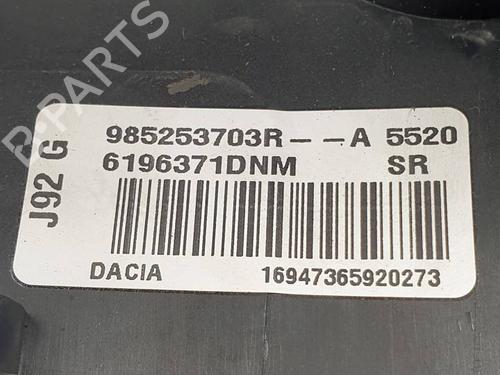 985253703R--A 5520
6196371DNM SR
J92 G
DACIA 16947365920273
B-PARTS